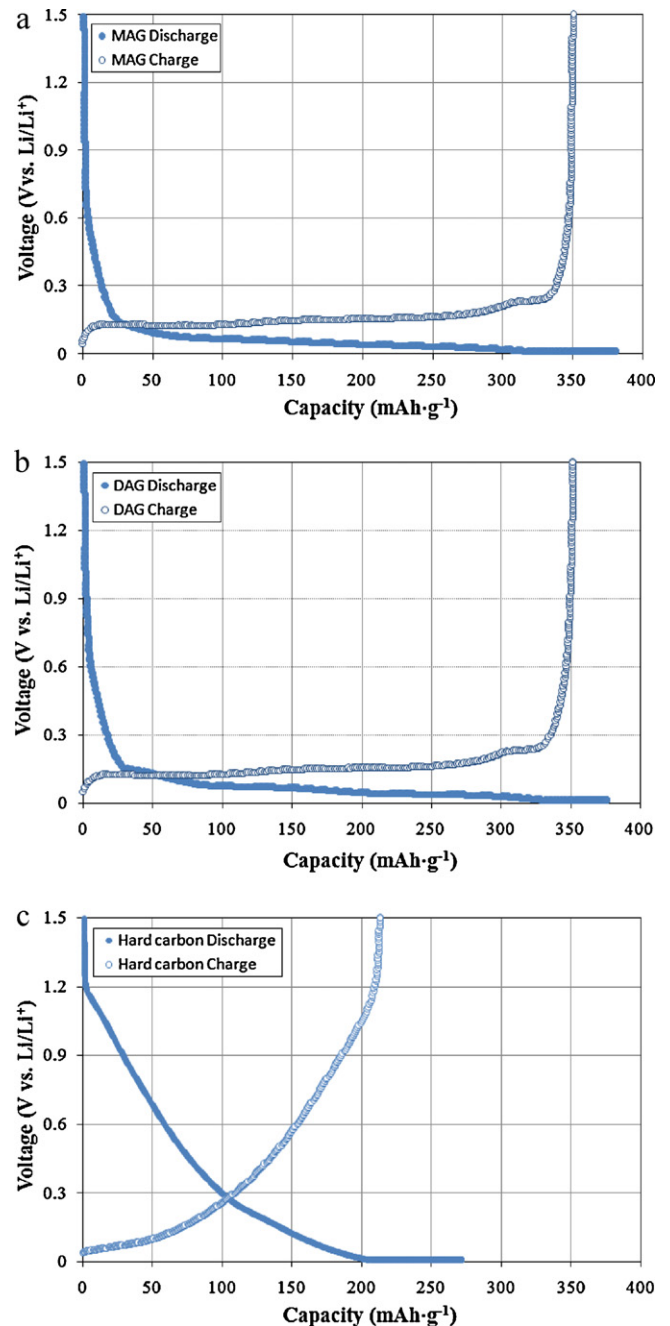 a
MAG Discharge
MAG Charge
Voltage (Vvs. Li/Li⁺)
1.5
1.2
0.9
0.6
0.3
0
0 50 100 150 200 250 300 350 400
Capacity (mAh·g⁻¹)
b
DAG Discharge
DAG Charge
Voltage (V vs. Li/Li⁺)
1.5
1.2
0.9
0.6
0.3
0
0 50 100 150 200 250 300 350 400
Capacity (mAh·g⁻¹)
c
Hard carbon Discharge
Hard carbon Charge
Voltage (V vs. Li/Li⁺)
1.5
1.2
0.9
0.6
0.3
0
0 50 100 150 200 250 300 350 400
Capacity (mAh·g⁻¹)